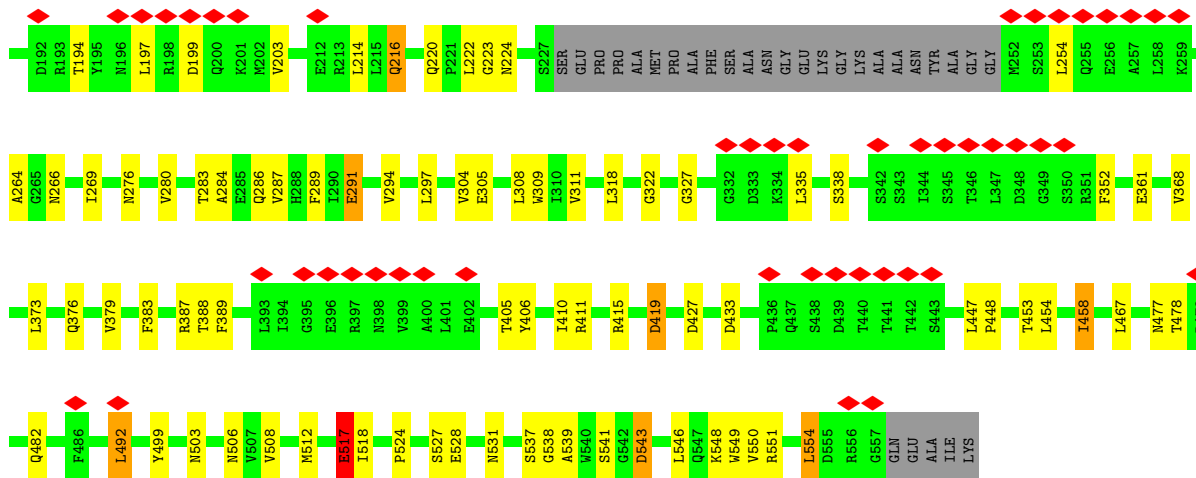 D192 R193 T194 Y195 N196 L197 R198 D199 Q200 K201 M202 V203 E212 R213 L214 L215 Q216 Q220 P221 L222 G223 N224 S227 SER GLU PRO PRO ALA MET PRO ALA PHE SER ALA ASN GLY GLU LYS GLY LYS ALA ALA ASN TYR ALA GLY GLY M252 S253 L254 Q255 E256 A257 L258 K259
A264 G265 N266 I269 N276 V280 T283 A284 E285 Q286 V287 H288 F289 I290 E291 V294 L297 V304 E305 L308 W309 I310 V311 L318 G322 G327 G332 D333 K334 L335 S338 S342 S343 I344 S345 T346 L347 D348 G349 S350 R351 F352 E361 V368
L373 Q376 V379 F383 R387 T388 F389 L393 I394 G395 E396 R397 N398 V399 A400 L401 E402 T405 Y406 I410 R411 R415 D419 D427 D433 P436 Q437 S438 D439 T440 T441 T442 S443 L447 P448 T453 L454 I458 L467 N477 T478
Q482 F486 L492 Y499 N503 N506 V507 V508 M512 E517 I518 P524 S527 E528 N531 S537 G538 A539 W540 S541 G542 D543 L546 Q547 K548 W549 V550 R551 L554 D555 R556 G557 GLN GLU ALA ILE LYS